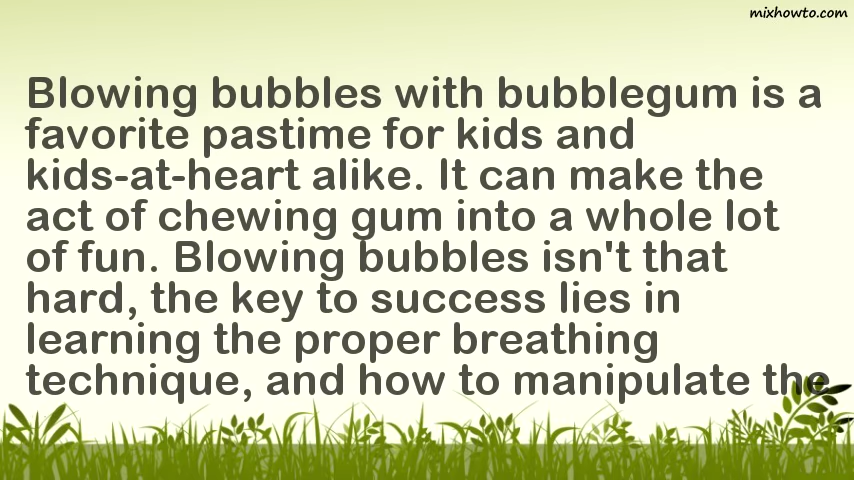 mixhowto.com
Blowing bubbles with bubblegum is a
favorite pastime for kids and
kids-at-heart alike. It can make the
act of chewing gum into a whole lot
of fun. Blowing bubbles isn't that
hard, the key to success lies in
learning the proper breathing
technique, and how to manipulate the